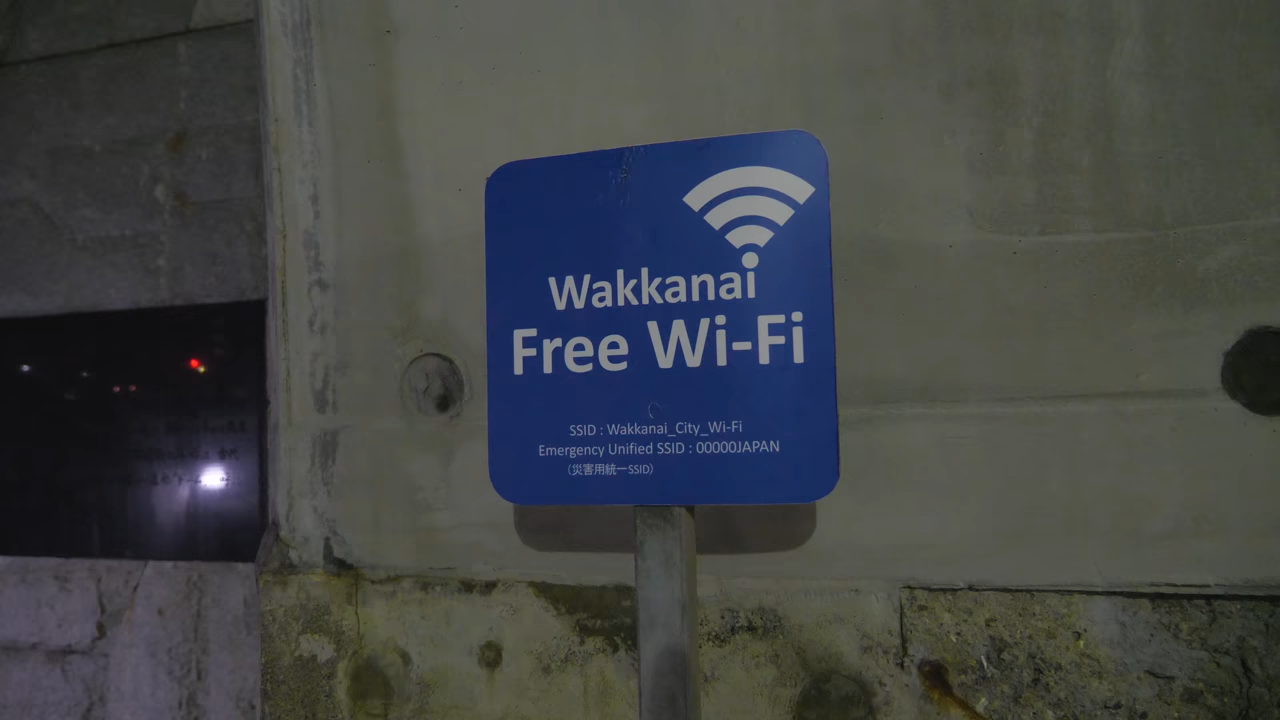 Wakkanai
Free Wi-Fi
SSID : Wakkanai_City_Wi-Fi
Emergency Unified SSID : 00000JAPAN
（災害用統一SSID）